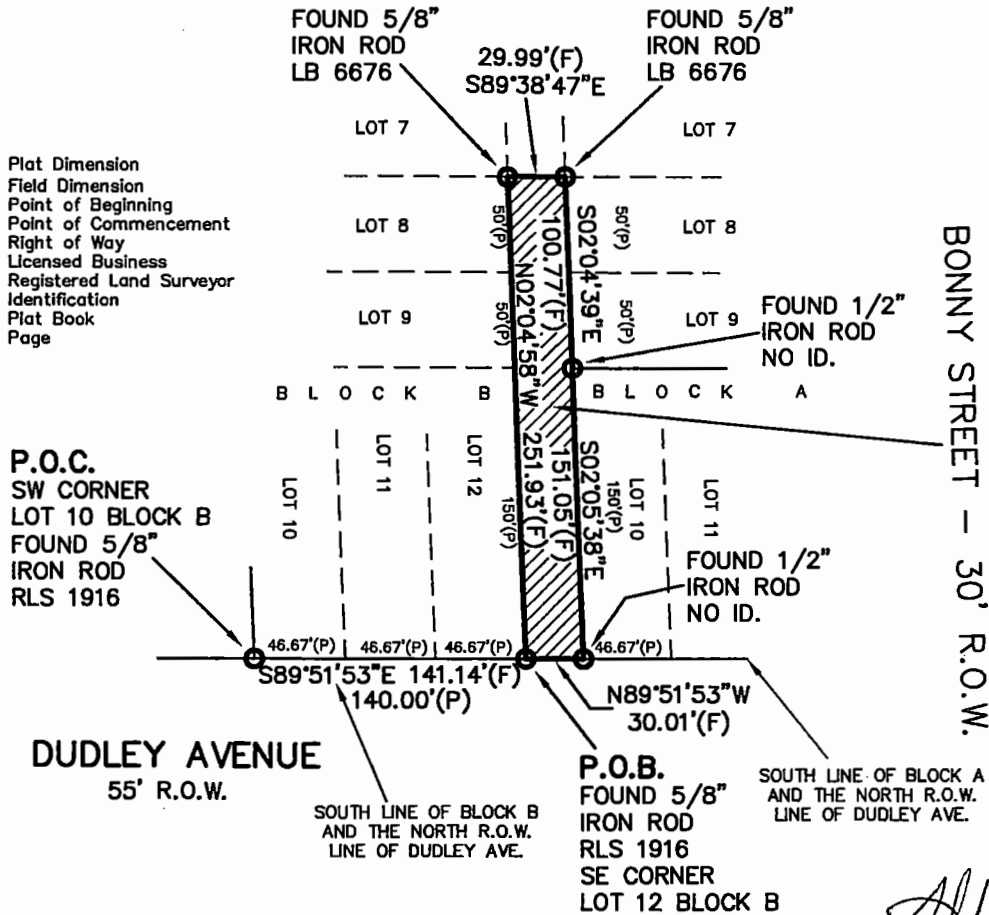 FOUND 5/8"
IRON ROD
LB 6676
29.99'(F)
S89°38'47"E
FOUND 5/8"
IRON ROD
LB 6676
LOT 7
LOT 7
Plat Dimension
Field Dimension
Point of Beginning
Point of Commencement
Right of Way
Licensed Business
Registered Land Surveyor
Identification
Plat Book
Page
LOT 8
50'(P)
100.77'(F)
S02°04'39"E
50'(P)
LOT 8
LOT 9
50'(P)
N02°04'58"W
251.93'(F)
50'(P)
LOT 9
FOUND 1/2"
IRON ROD
NO ID.
BLOCK B
BLOCK A
BONNY STREET - 30' R.O.W.
P.O.C.
SW CORNER
LOT 10 BLOCK B
FOUND 5/8"
IRON ROD
RLS 1916
LOT 10
LOT 11
LOT 12
150'(P)
151.05'(F)
S02°05'38"E
150'(P)
LOT 10
LOT 11
FOUND 1/2"
IRON ROD
NO ID.
46.67'(P)
46.67'(P)
46.67'(P)
46.67'(P)
S89°51'53"E 141.14'(F)
140.00'(P)
N89°51'53"W
30.01'(F)
DUDLEY AVENUE
55' R.O.W.
SOUTH LINE OF BLOCK B
AND THE NORTH R.O.W.
LINE OF DUDLEY AVE.
P.O.B.
FOUND 5/8"
IRON ROD
RLS 1916
SE CORNER
LOT 12 BLOCK B
SOUTH LINE OF BLOCK A
AND THE NORTH R.O.W.
LINE OF DUDLEY AVE.